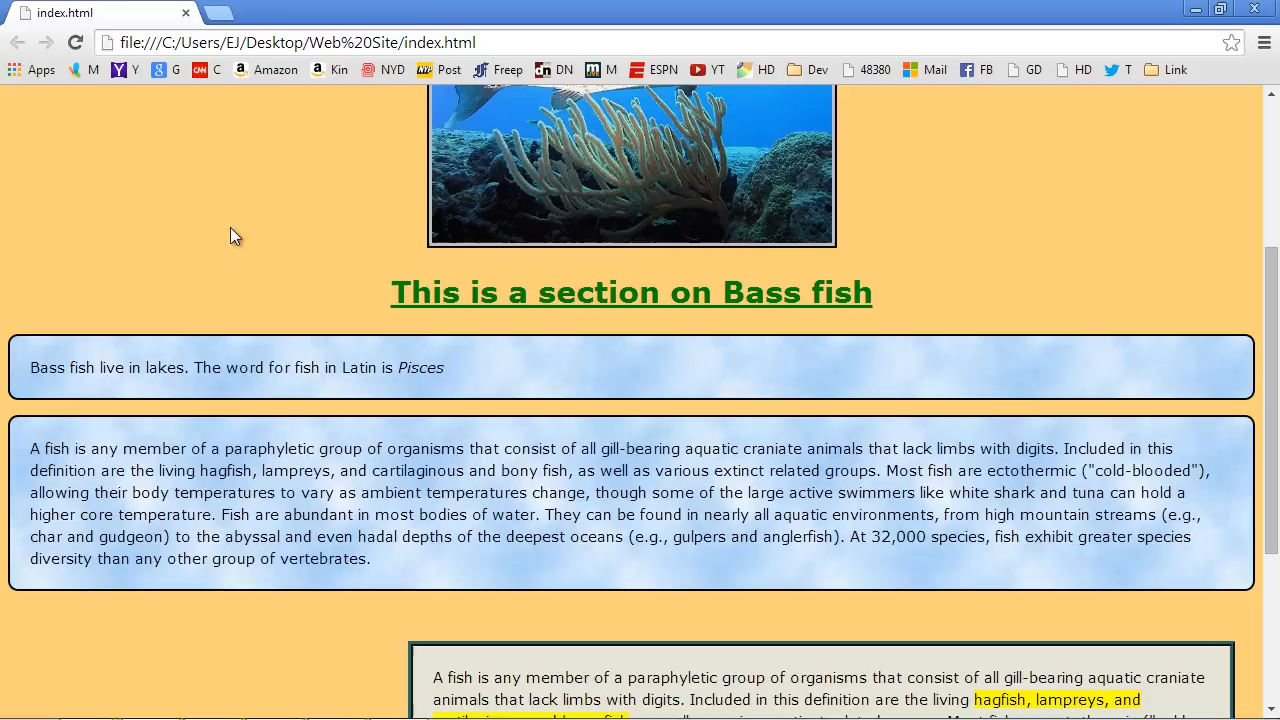 index.html
file:///C:/Users/EJ/Desktop/Web%20Site/index.html
Apps M Y G C Amazon Kin NYD Post Freep DN M ESPN YT HD Dev 48380 Mail FB GD HD T Link
This is a section on Bass fish
Bass fish live in lakes. The word for fish in Latin is Pisces
A fish is any member of a paraphyletic group of organisms that consist of all gill-bearing aquatic craniate animals that lack limbs with digits. Included in this
definition are the living hagfish, lampreys, and cartilaginous and bony fish, as well as various extinct related groups. Most fish are ectothermic ("cold-blooded"),
allowing their body temperatures to vary as ambient temperatures change, though some of the large active swimmers like white shark and tuna can hold a
higher core temperature. Fish are abundant in most bodies of water. They can be found in nearly all aquatic environments, from high mountain streams (e.g.,
char and gudgeon) to the abyssal and even hadal depths of the deepest oceans (e.g., gulpers and anglerfish). At 32,000 species, fish exhibit greater species
diversity than any other group of vertebrates.
A fish is any member of a paraphyletic group of organisms that consist of all gill-bearing aquatic craniate
animals that lack limbs with digits. Included in this definition are the living hagfish, lampreys, and